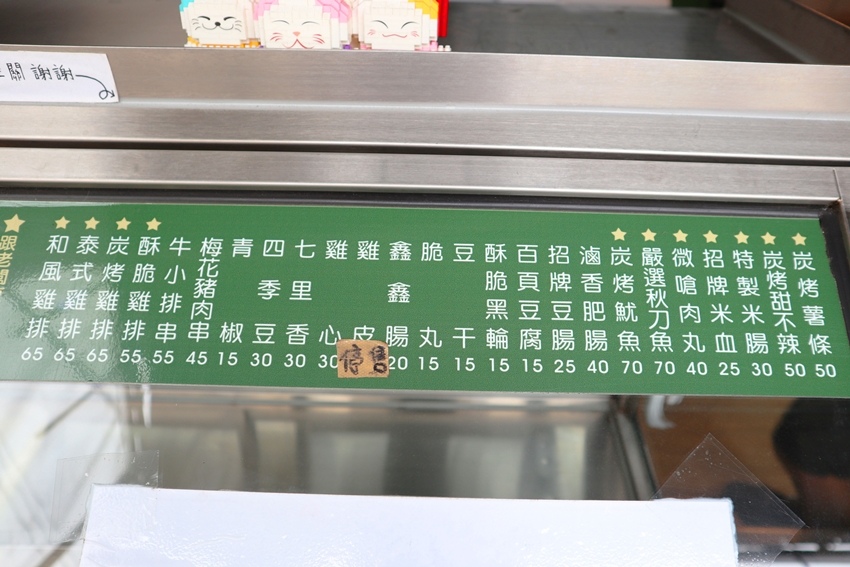 關 謝謝
跟老闆
和風雞排 65
泰式雞排 65
炭烤雞排 65
酥脆雞排 55
牛小排串 55
梅花豬肉串 45
青椒 15
四季豆 30
七里香 30
雞心 30
雞皮 停售
鑫鑫腸 20
脆丸 15
豆干 15
酥脆黑輪 15
百頁豆腐 15
招牌豆腸 25
滷香肥腸 40
炭烤魷魚 70
嚴選秋刀魚 70
微嗆肉丸 40
招牌米血 25
特製米腸 30
炭烤甜不辣 50
炭烤薯條 50